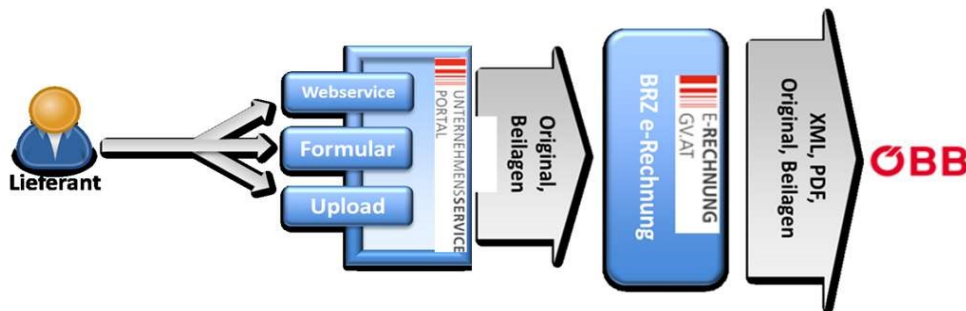 Lieferant
Webservice
Formular
Upload
UNTERNEHMENSSERVICE
PORTAL
Original,
Beilagen
BRZ e-Rechnung
E-RECHNUNG
GV.AT
XML, PDF,
Original, Beilagen
ÖBB